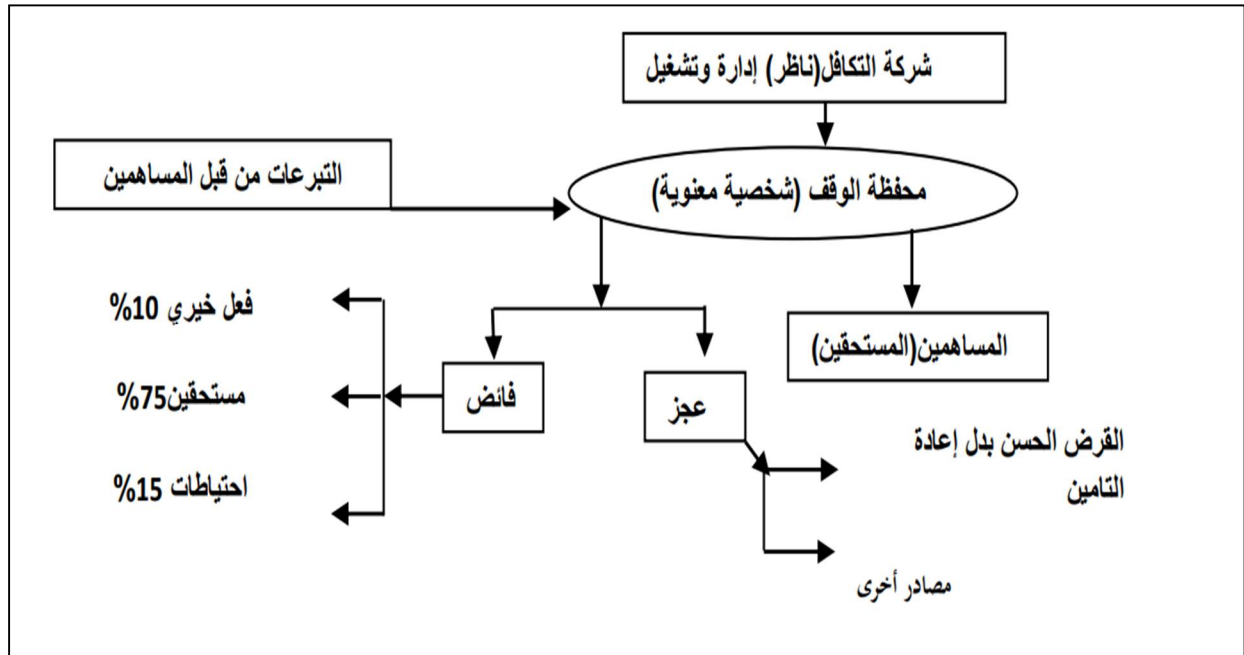 شركة التكافل(ناظر) إدارة وتشغيل
التبرعات من قبل المساهمين
محفظة الوقف (شخصية معنوية)
فعل خيري 10%
المساهمين(المستحقين)
فائض
عجز
مستحقين75%
القرض الحسن بدل إعادة
التامين
احتياطات 15%
مصادر أخرى